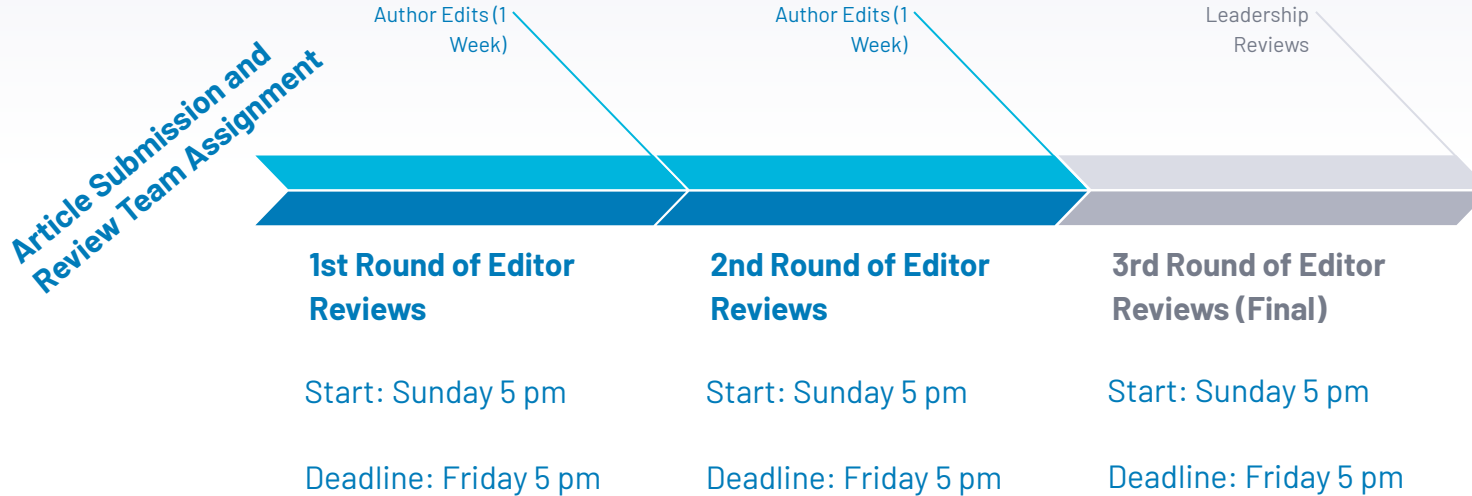 Author Edits (1
Week)
Author Edits (1
Week)
Leadership
Reviews
Article Submission and
Review Team Assignment
1st Round of Editor
Reviews
Start: Sunday 5 pm
Deadline: Friday 5 pm
2nd Round of Editor
Reviews
Start: Sunday 5 pm
Deadline: Friday 5 pm
3rd Round of Editor
Reviews (Final)
Start: Sunday 5 pm
Deadline: Friday 5 pm